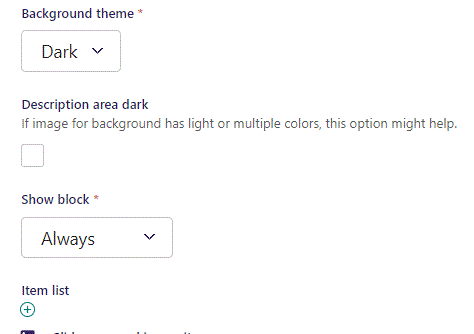 Background theme *
Dark
Description area dark
If image for background has light or multiple colors, this option might help.
Show block *
Always
Item list